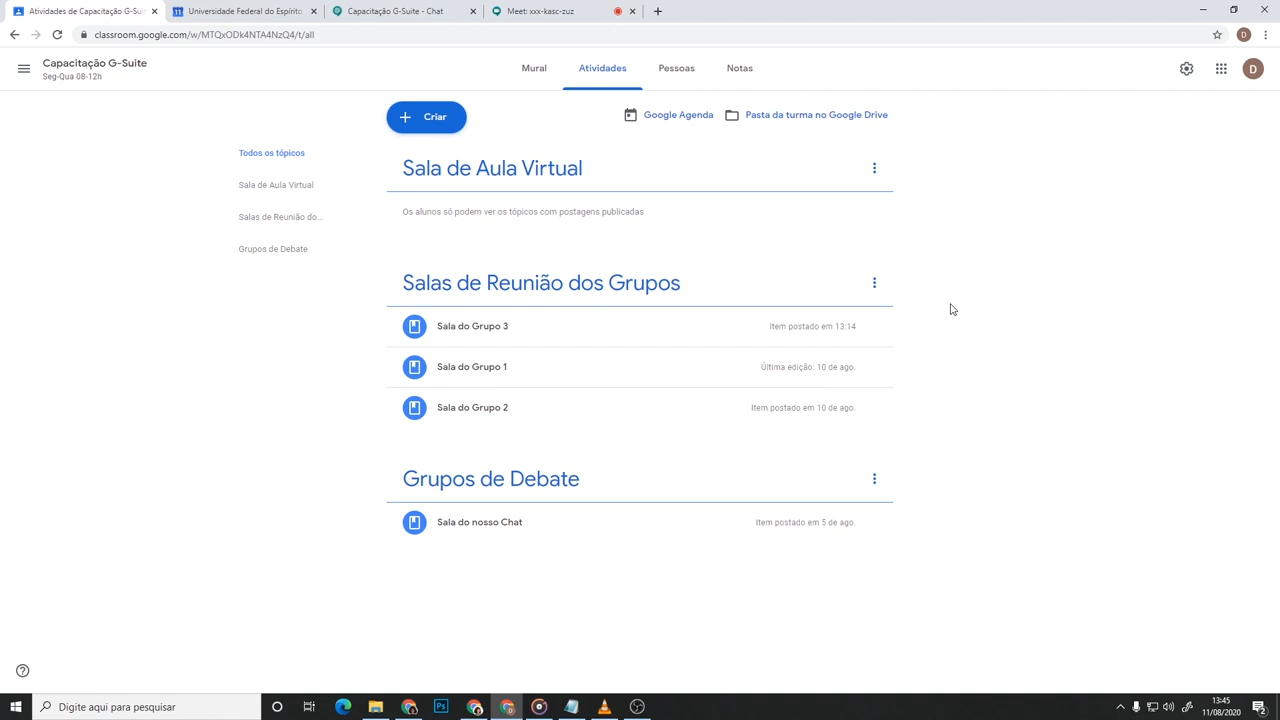 Atividades de Capacitação G-Sui
Universidade Federal do Espírito
Capacitação G-Suite - Chat
Meet: xxx-kasc-zuz
classroom.google.com/w/MTQxODk4NTA4NzQ4/t/all
D
Capacitação G-Suite
Seg-Qua 08-12h
Mural
Atividades
Pessoas
Notas
D
Criar
Google Agenda
Pasta da turma no Google Drive
Todos os tópicos
Sala de Aula Virtual
Salas de Reunião do...
Grupos de Debate
Sala de Aula Virtual
Os alunos só podem ver os tópicos com postagens publicadas
Salas de Reunião dos Grupos
Sala do Grupo 3
Item postado em 13:14
Sala do Grupo 1
Última edição: 10 de ago.
Sala do Grupo 2
Item postado em 10 de ago.
Grupos de Debate
Sala do nosso Chat
Item postado em 5 de ago.
Digite aqui para pesquisar
Ps
13:45
11/08/2020